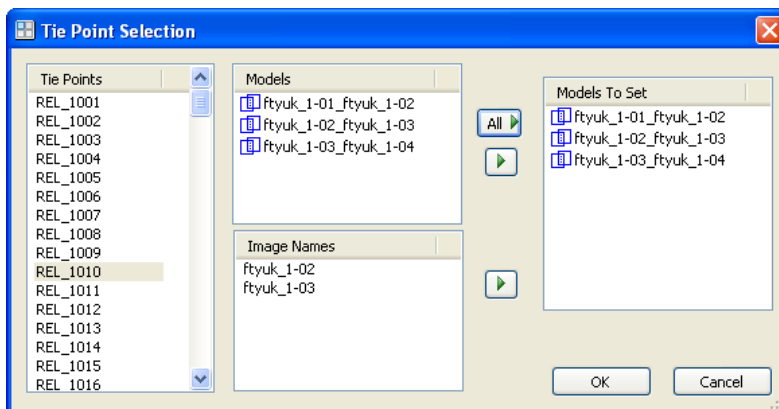 Tie Point Selection
Tie Points
REL_1001
REL_1002
REL_1003
REL_1004
REL_1005
REL_1006
REL_1007
REL_1008
REL_1009
REL_1010
REL_1011
REL_1012
REL_1013
REL_1014
REL_1015
REL_1016
Models
ftyuk_1-01_ftyuk_1-02
ftyuk_1-02_ftyuk_1-03
ftyuk_1-03_ftyuk_1-04
Image Names
ftyuk_1-02
ftyuk_1-03
All
Models To Set
ftyuk_1-01_ftyuk_1-02
ftyuk_1-02_ftyuk_1-03
ftyuk_1-03_ftyuk_1-04
OK
Cancel